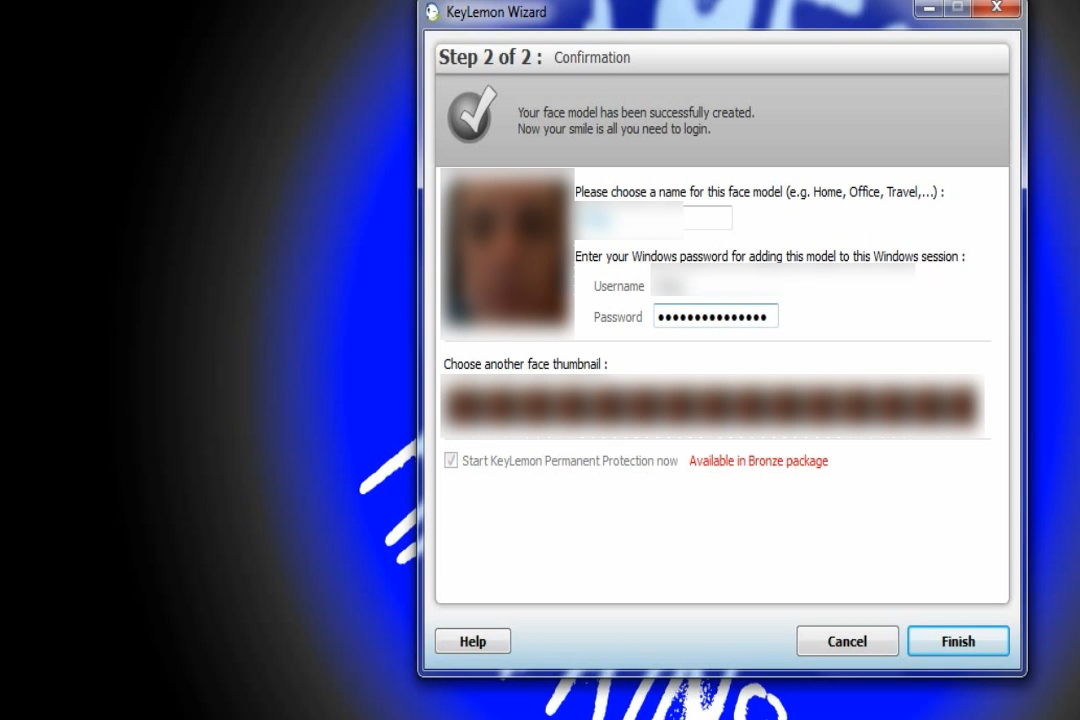 KeyLemon Wizard
Step 2 of 2 : Confirmation
Your face model has been successfully created.
Now your smile is all you need to login.
Please choose a name for this face model (e.g. Home, Office, Travel,...) :
Enter your Windows password for adding this model to this Windows session :
Username
Password ●●●●●●●●●●●●●●●
Choose another face thumbnail :
Start KeyLemon Permanent Protection now Available in Bronze package
Help Cancel Finish